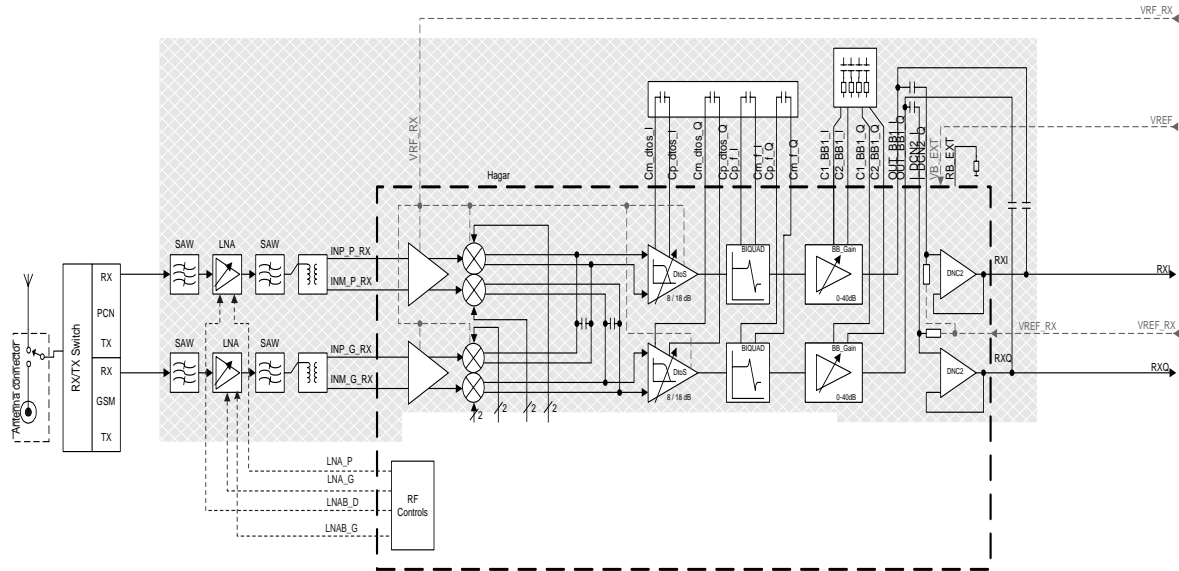 VRF_RX
VREF
VRF_RX
Cm_dtos_I
Cp_dtos_I
Cm_dtos_Q
Cp_dtos_Q
Cp_f_I
Cm_f_I
Cp_f_Q
Cm_f_Q
C1_BB1_I
C2_BB1_I
C1_BB1_Q
C2_BB1_Q
OUT_BB1_I
OUT_BB1_Q
I_DCN2_I
I_DCN2_Q
VB_EXT
RB_EXT
Hagar
SAW
LNA
SAW
INP_P_RX
INM_P_RX
BIQUAD
BB_Gain
DtoS
8 / 18 dB
0-40dB
DNC2
RXI
RXI
RX
PCN
TX
RX
GSM
TX
RX/TX Switch
Antenna connector
VREF_RX
VREF_RX
SAW
LNA
SAW
INP_G_RX
INM_G_RX
BIQUAD
BB_Gain
DtoS
8 / 18 dB
0-40dB
DNC2
RXQ
RXQ
2
2
2
2
LNA_P
LNA_G
LNAB_D
LNAB_G
RF
Controls